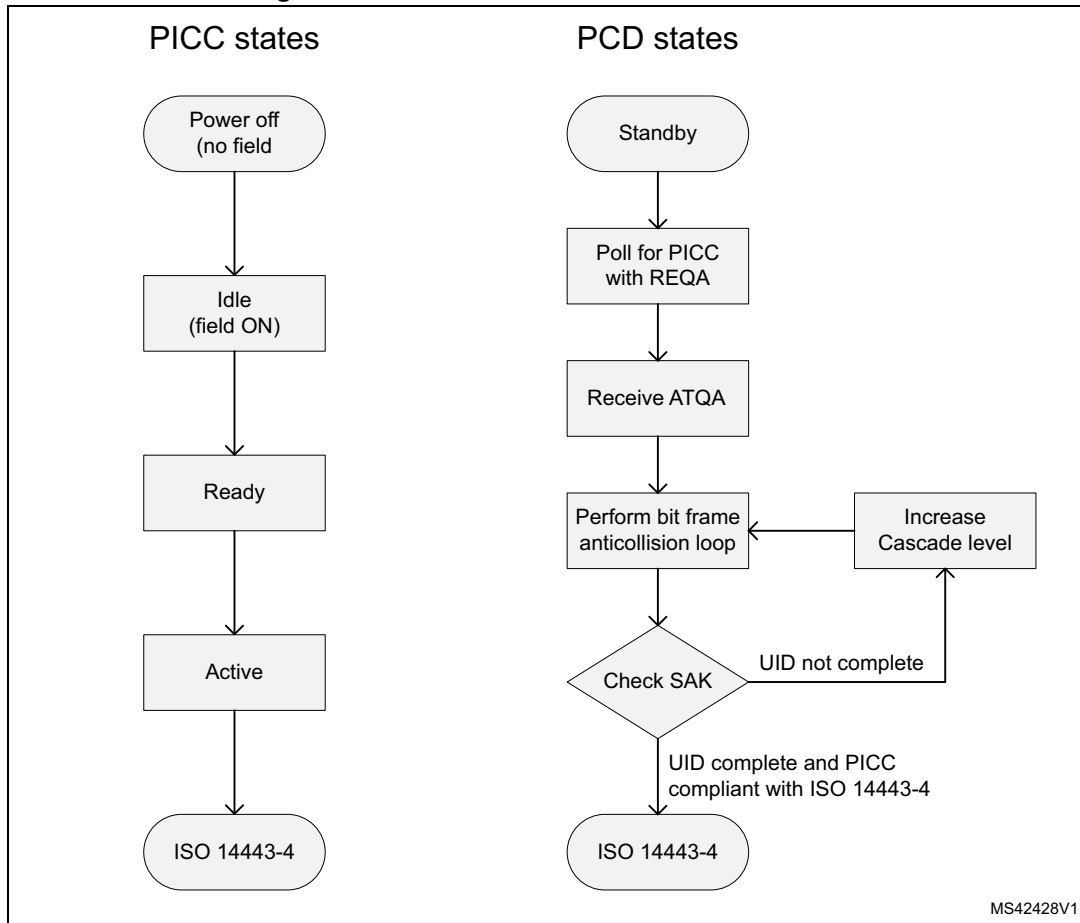 PICC states
PCD states
Power off
(no field
Standby
Poll for PICC
with REQA
Idle
(field ON)
Receive ATQA
Ready
Perform bit frame
anticollision loop
Increase
Cascade level
Active
Check SAK
UID not complete
UID complete and PICC
compliant with ISO 14443-4
ISO 14443-4
ISO 14443-4
MS42428V1